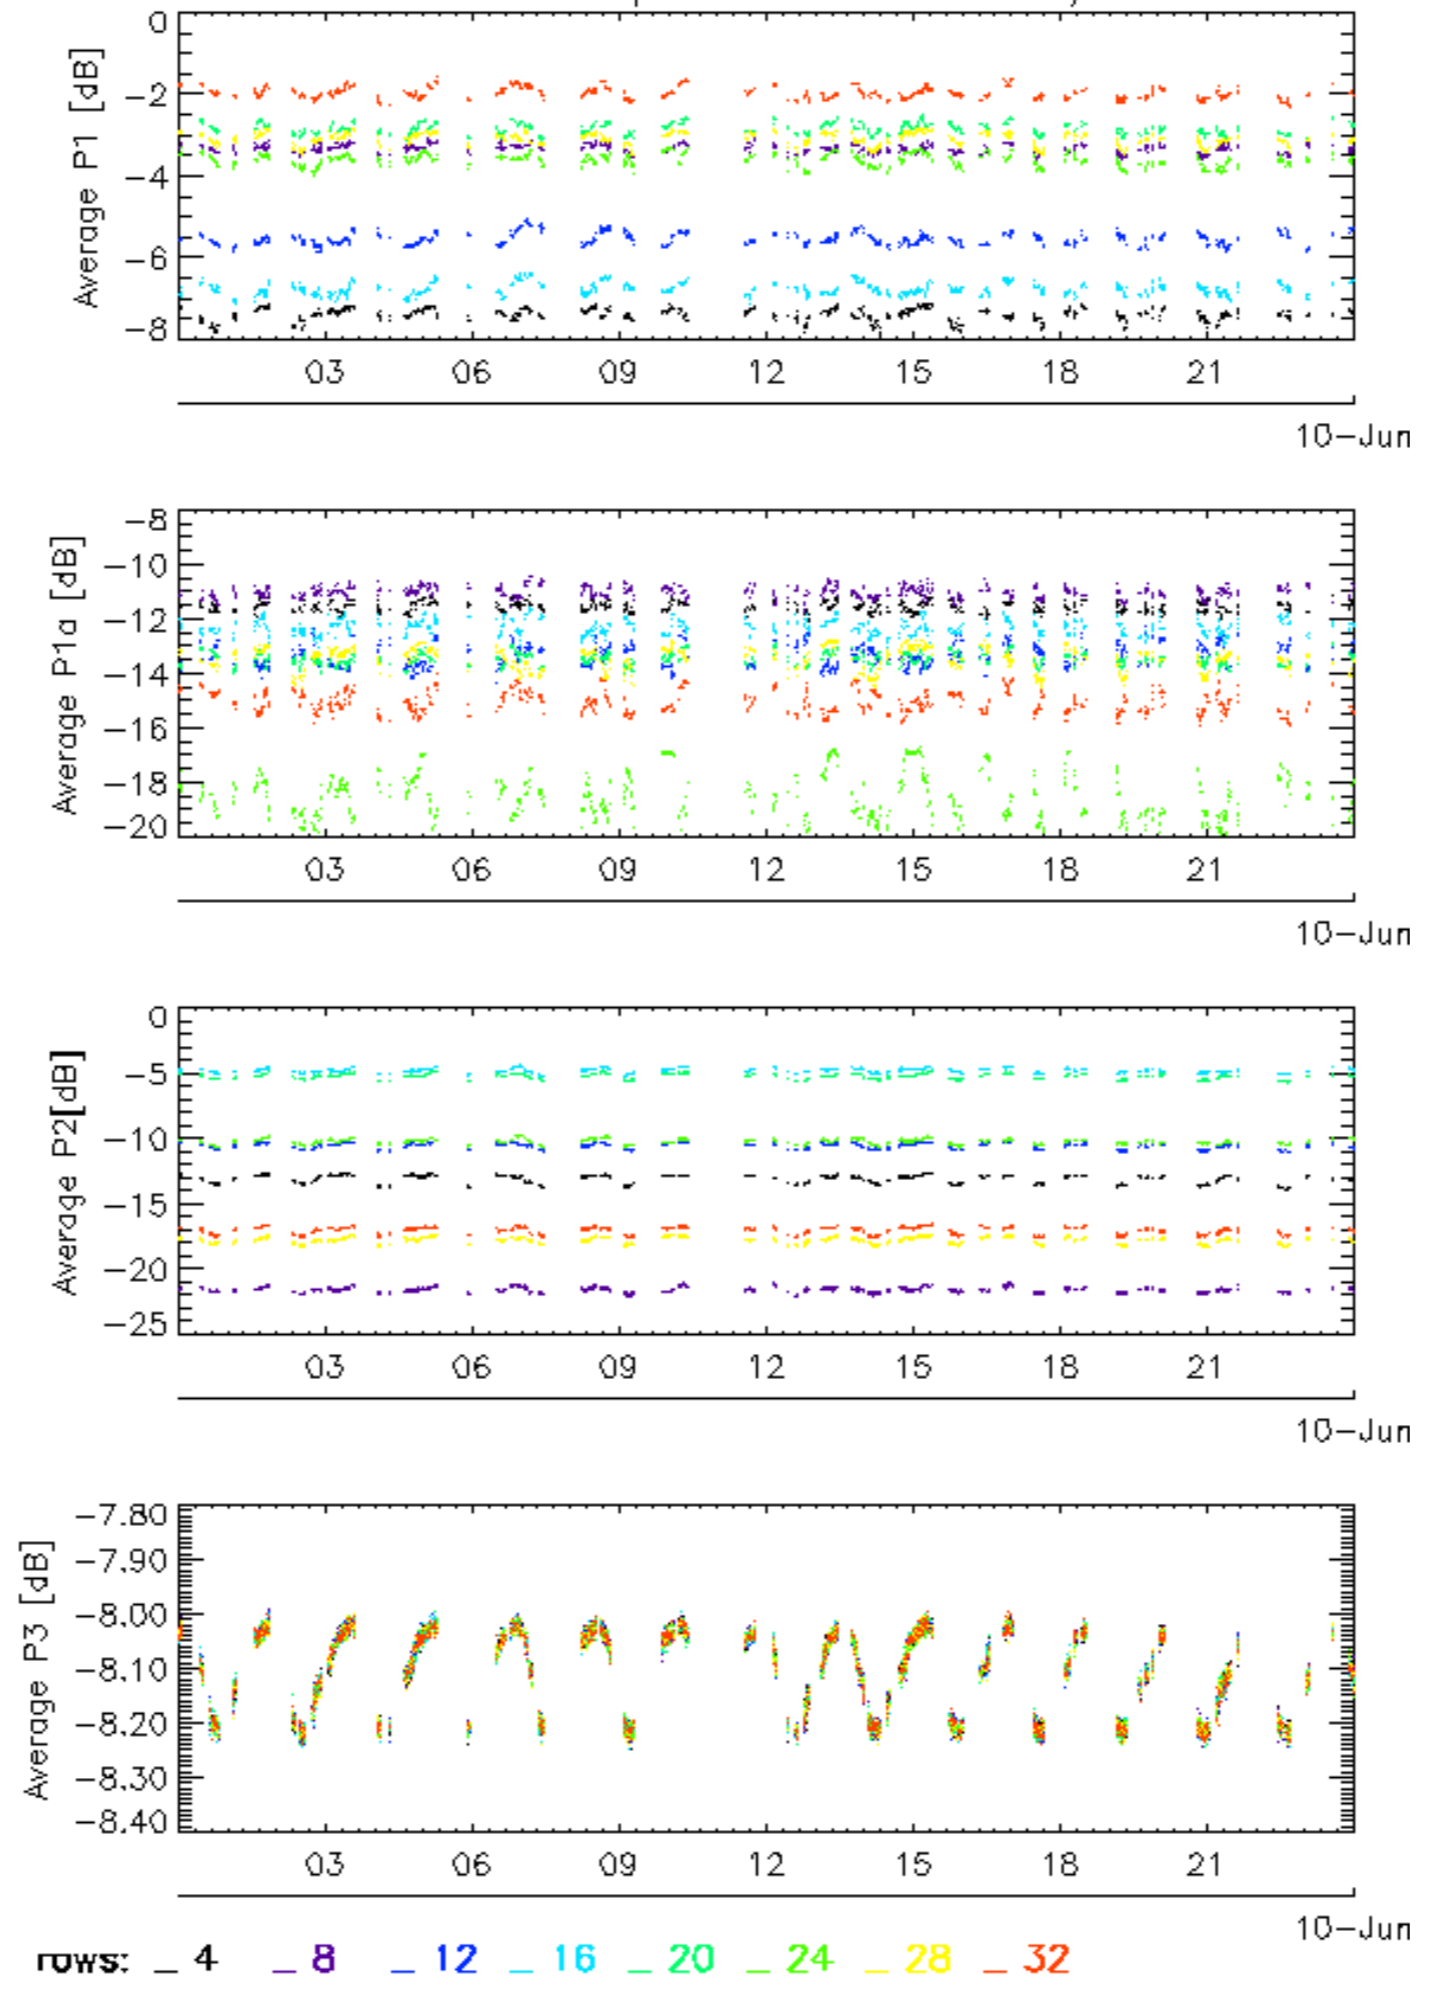 Average P1 [dB]
0
−2
−4
−6
−8
03 06 09 12 15 18 21
10−Jun
Average P1a [dB]
−8
−10
−12
−14
−16
−18
−20
03 06 09 12 15 18 21
10−Jun
Average P2[dB]
0
−5
−10
−15
−20
−25
03 06 09 12 15 18 21
10−Jun
Average P3 [dB]
−7.80
−7.90
−8.00
−8.10
−8.20
−8.30
−8.40
03 06 09 12 15 18 21
10−Jun
rows: _ 4 _ 8 _ 12 _ 16 _ 20 _ 24 _ 28 _ 32